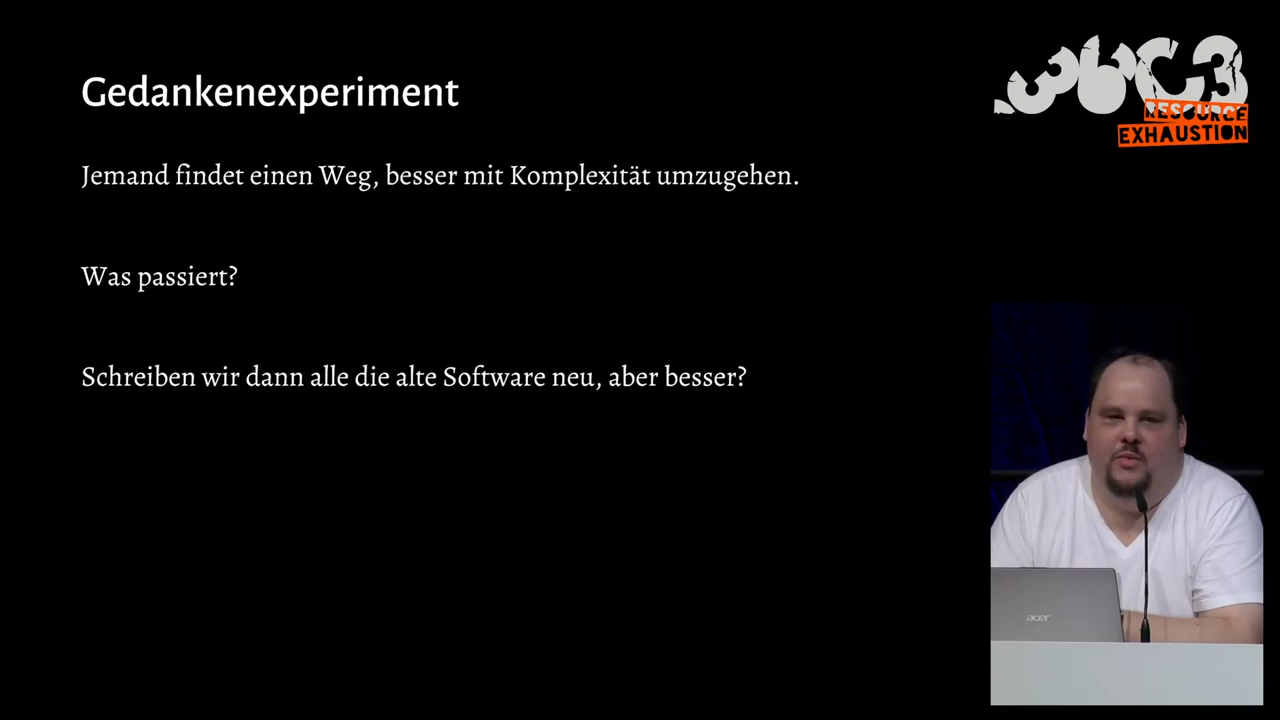 Gedankenexperiment
36C3
RESOURCE
EXHAUSTION
Jemand findet einen Weg, besser mit Komplexität umzugehen.
Was passiert?
Schreiben wir dann alle die alte Software neu, aber besser?
acer